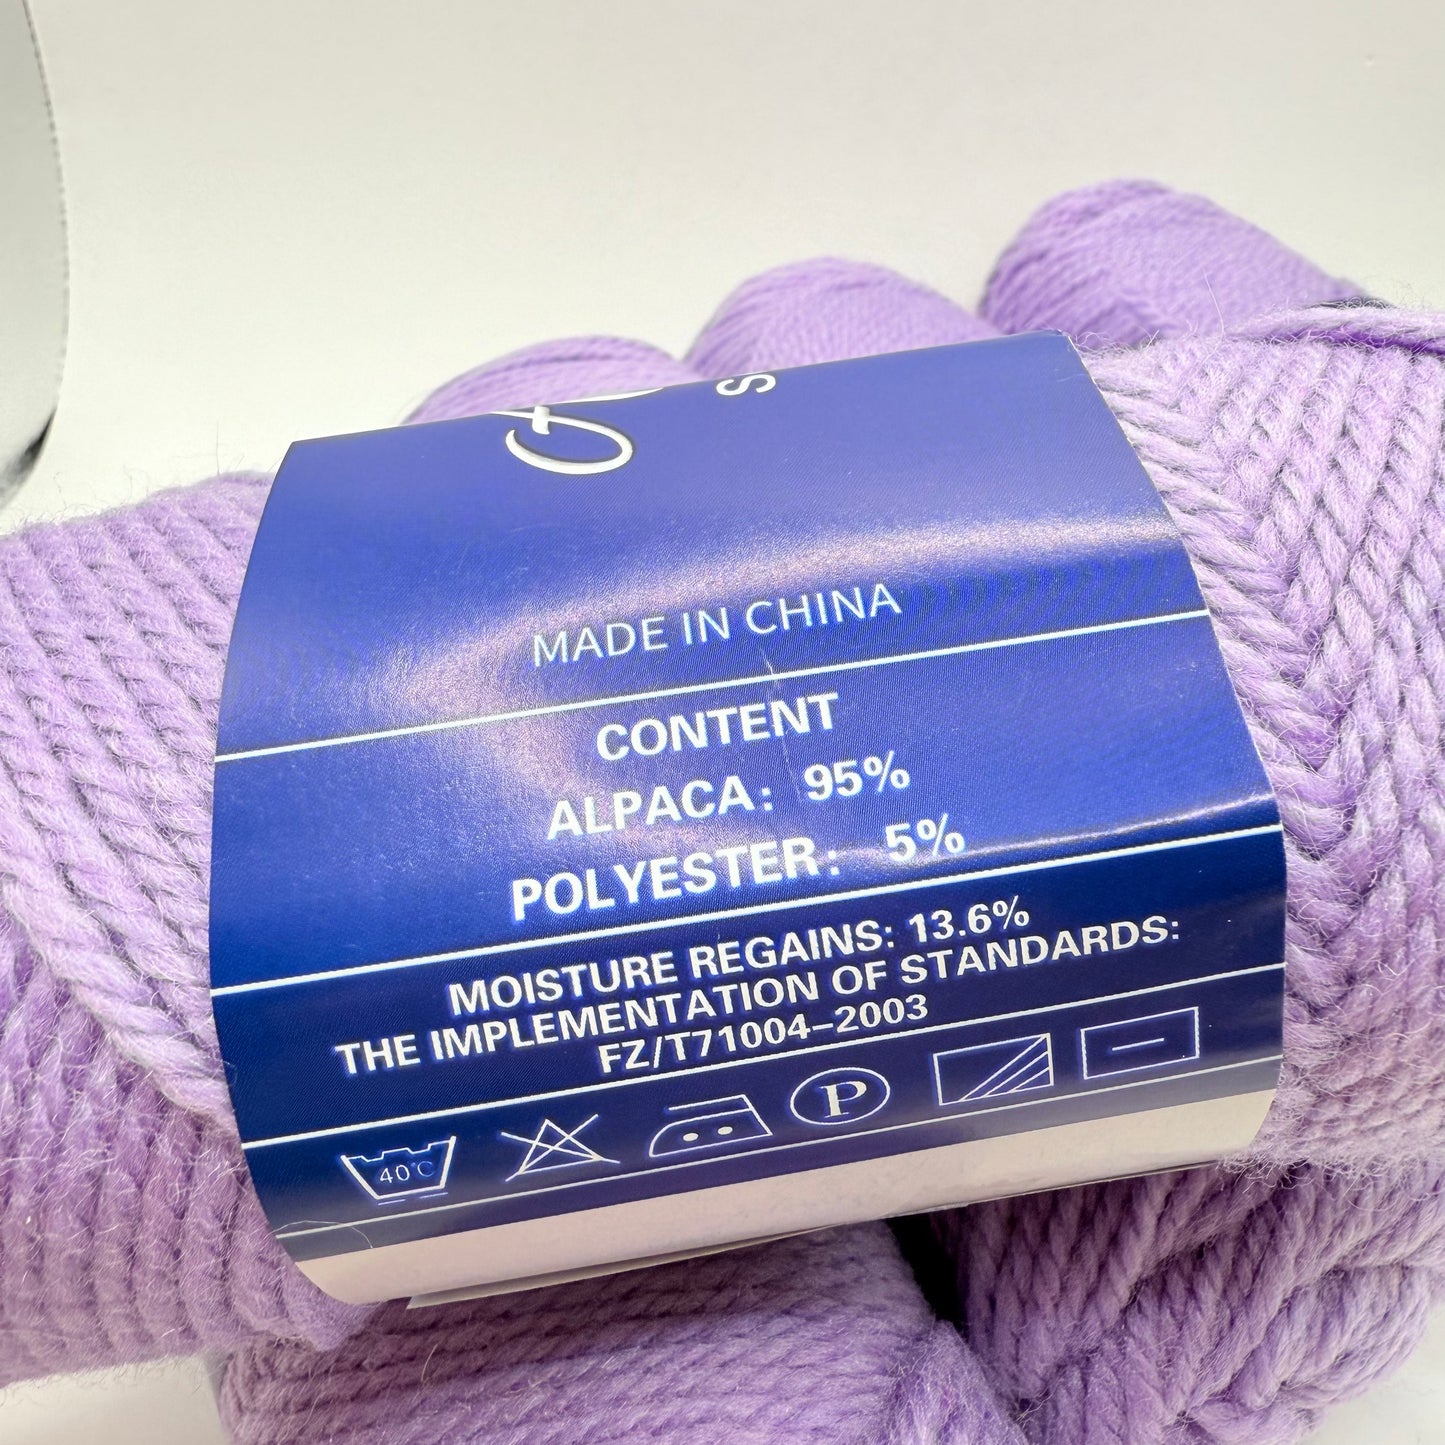 MADE IN CHINA
CONTENT
ALPACA: 95%
POLYESTER: 5%
MOISTURE REGAINS: 13.6%
THE IMPLEMENTATION OF STANDARDS:
FZ/T71004-2003
40°C
P